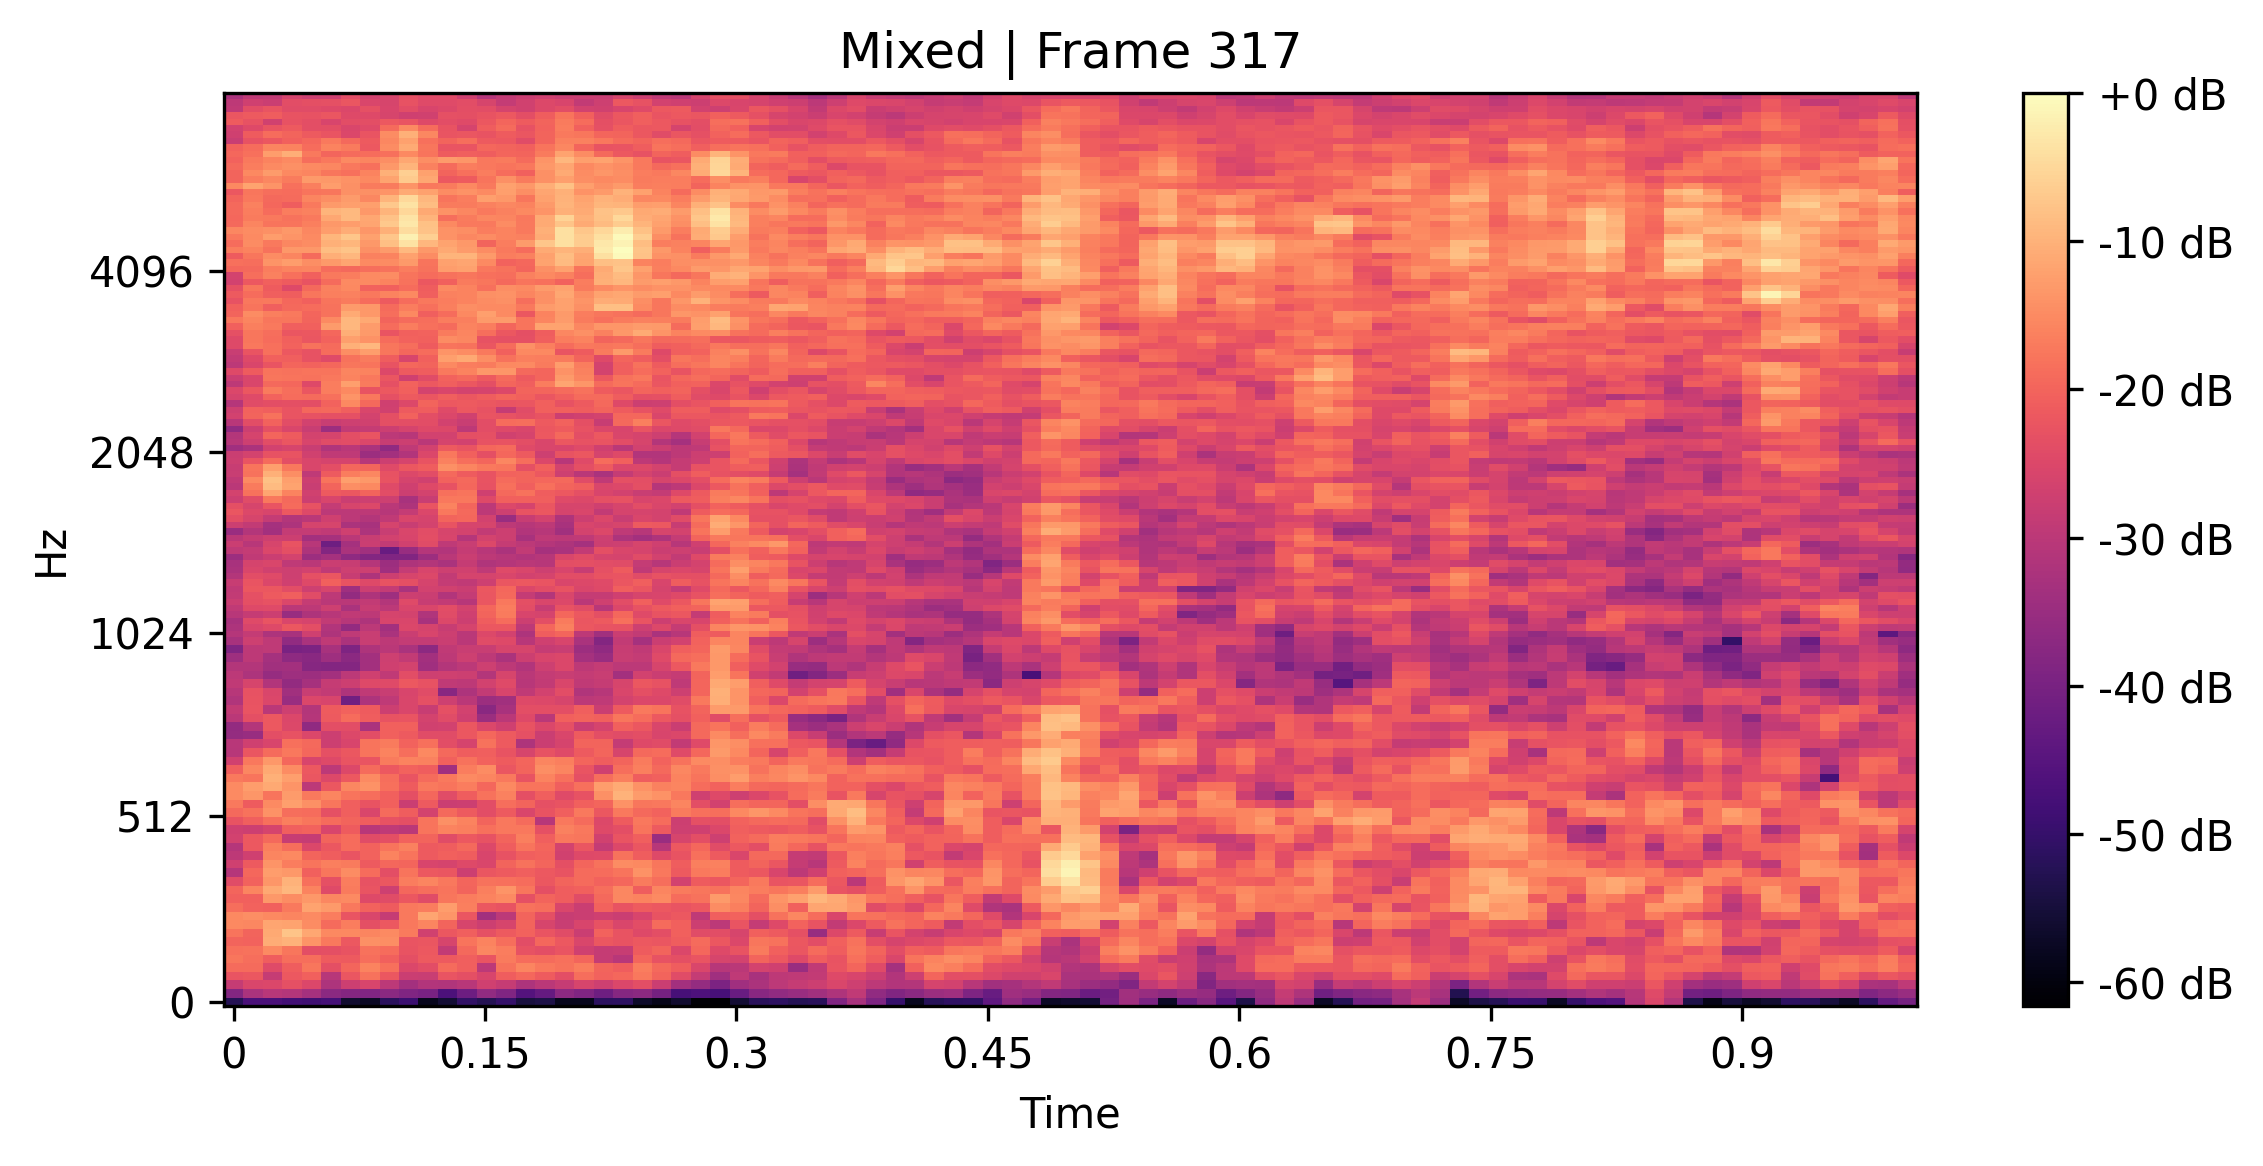 Mixed | Frame 317
+0 dB
-10 dB
-20 dB
-30 dB
-40 dB
-50 dB
-60 dB
Hz
4096
2048
1024
512
0
0 0.15 0.3 0.45 0.6 0.75 0.9
Time